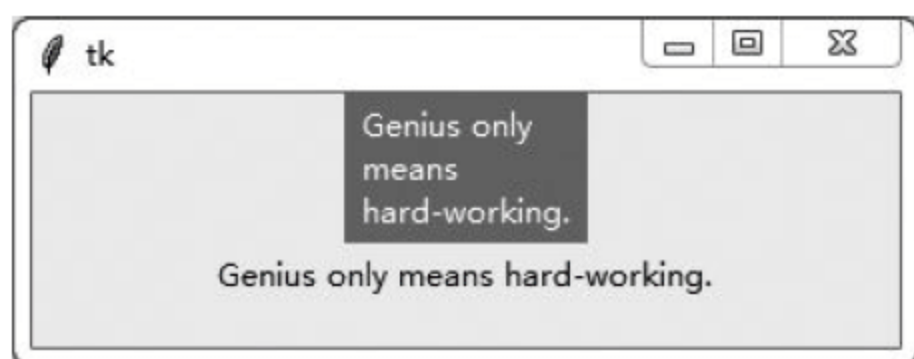 tk
Genius only
means
hard-working.
Genius only means hard-working.